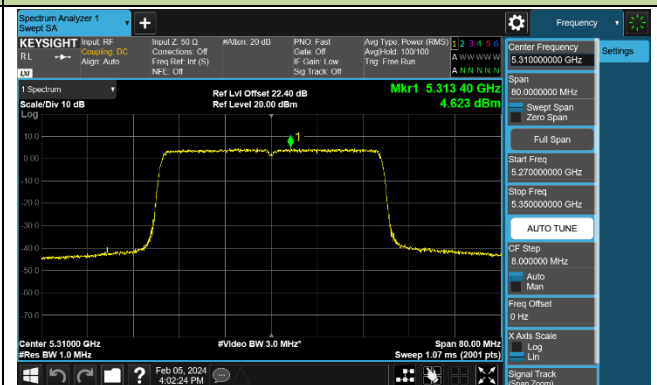 Spectrum Analyzer 1
Swept SA
+
Frequency
KEYSIGHT
RL
LXI
Input: RF
Coupling: DC
Align: Auto
Input Z: 50 Ω
Corrections: Off
Freq Ref: Int (S)
NFE: Off
#Atten: 20 dB
PNO: Fast
Gate: Off
IF Gain: Low
Sig Track: Off
Avg Type: Power (RMS)
Avg|Hold: 100/100
Trig: Free Run
1 2 3 4 5 6
A W W W W W
A N N N N N
1 Spectrum
Scale/Div 10 dB
Log
Ref Lvl Offset 22.40 dB
Ref Level 20.00 dBm
Mkr1 5.313 40 GHz
4.623 dBm
1
10.0
0.00
-10.0
-20.0
-30.0
-40.0
-50.0
-60.0
-70.0
Center 5.31000 GHz
#Res BW 1.0 MHz
#Video BW 3.0 MHz*
Span 80.00 MHz
Sweep 1.07 ms (2001 pts)
Feb 05, 2024
4:02:24 PM
Center Frequency
5.310000000 GHz
Settings
Span
80.0000000 MHz
Swept Span
Zero Span
Full Span
Start Freq
5.270000000 GHz
Stop Freq
5.350000000 GHz
AUTO TUNE
CF Step
8.000000 MHz
Auto
Man
Freq Offset
0 Hz
X Axis Scale
Log
Lin
Signal Track
(Span Zoom)